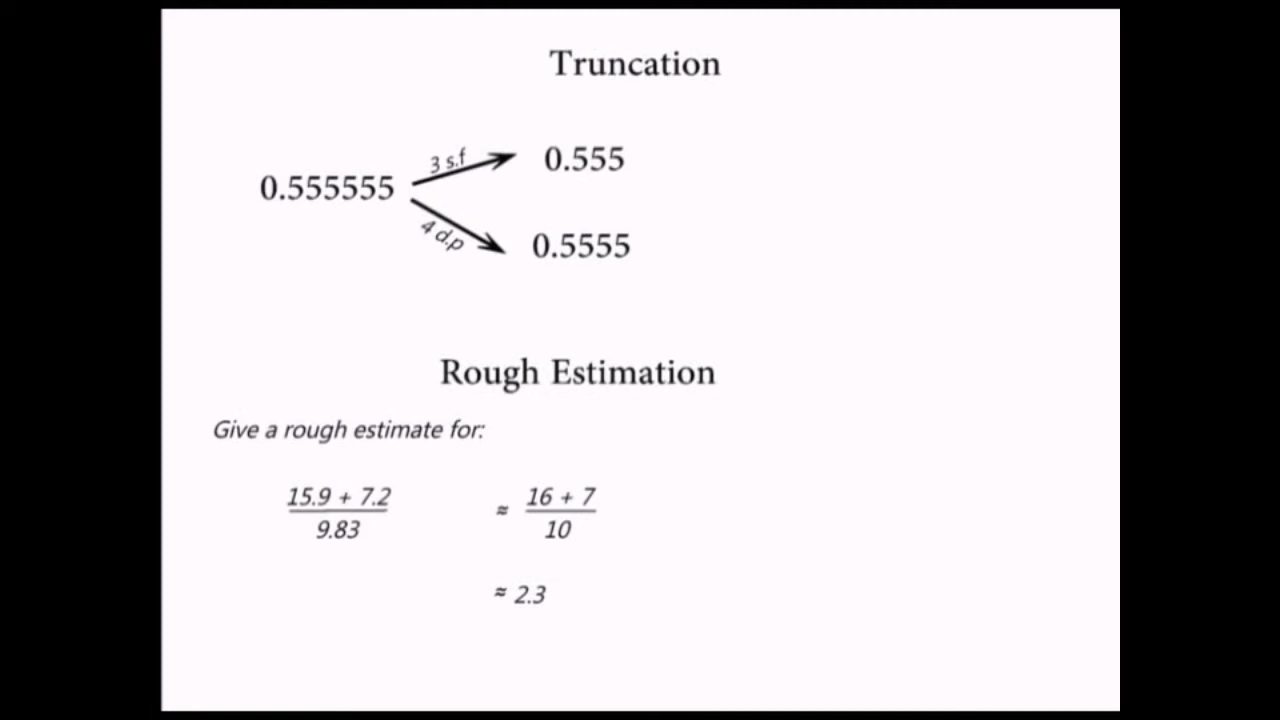 Truncation
3 s.f
0.555
0.555555
4 d.p
0.5555
Rough Estimation
Give a rough estimate for:
15.9 + 7.2
9.83
≈ 16 + 7
10
≈ 2.3